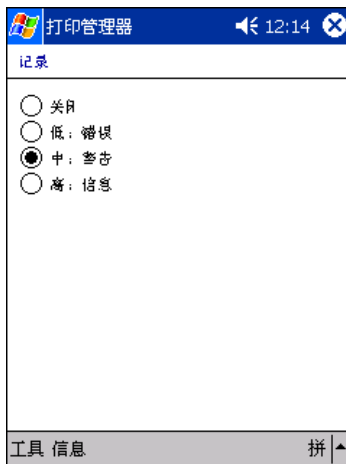 打印管理器 12:14
记录
关闭
低：错误
中：警告
高：信息
工具 信息 拼